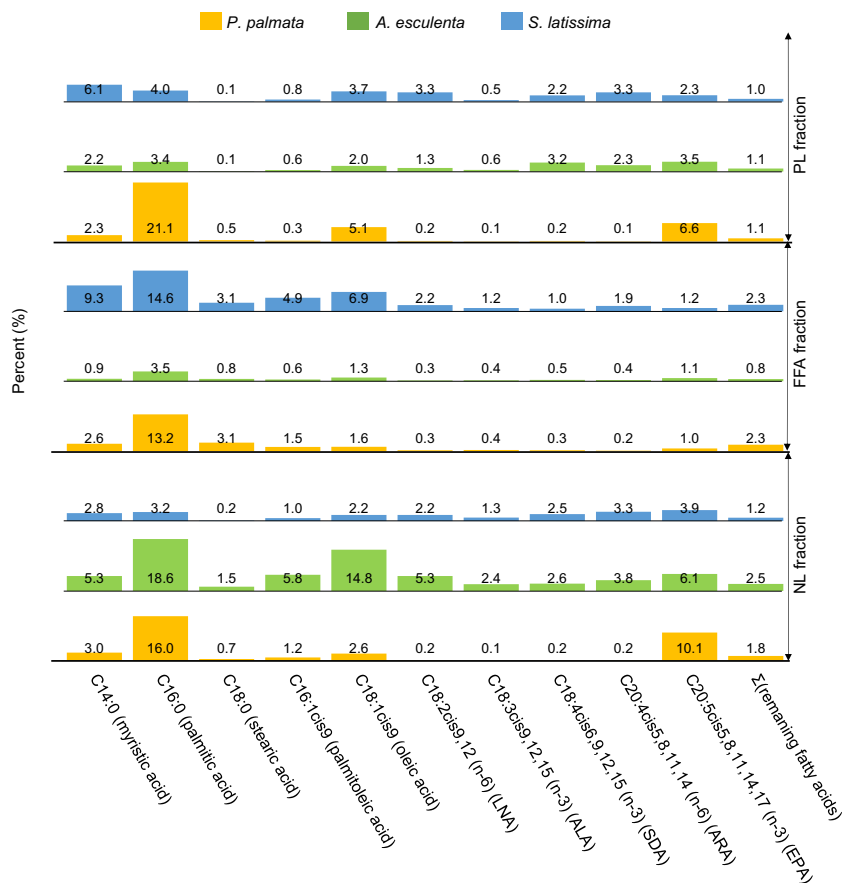 P. palmata A. esculenta S. latissima
6.1 4.0 0.1 0.8 3.7 3.3 0.5 2.2 3.3 2.3 1.0
2.2 3.4 0.1 0.6 2.0 1.3 0.6 3.2 2.3 3.5 1.1
2.3 21.1 0.5 0.3 5.1 0.2 0.1 0.2 0.1 6.6 1.1
PL fraction
9.3 14.6 3.1 4.9 6.9 2.2 1.2 1.0 1.9 1.2 2.3
0.9 3.5 0.8 0.6 1.3 0.3 0.4 0.5 0.4 1.1 0.8
2.6 13.2 3.1 1.5 1.6 0.3 0.4 0.3 0.2 1.0 2.3
FFA fraction
Percent (%)
2.8 3.2 0.2 1.0 2.2 2.2 1.3 2.5 3.3 3.9 1.2
5.3 18.6 1.5 5.8 14.8 5.3 2.4 2.6 3.8 6.1 2.5
3.0 16.0 0.7 1.2 2.6 0.2 0.1 0.2 0.2 10.1 1.8
NL fraction
C14:0 (myristic acid)
C16:0 (palmitic acid)
C18:0 (stearic acid)
C16:1cis9 (palmitoleic acid)
C18:1cis9 (oleic acid)
C18:2cis9,12 (n-6) (LNA)
C18:3cis9,12,15 (n-3) (ALA)
C18:4cis6,9,12,15 (n-3) (SDA)
C20:4cis5,8,11,14 (n-6) (ARA)
C20:5cis5,8,11,14,17 (n-3) (EPA)
Σ(remaning fatty acids)